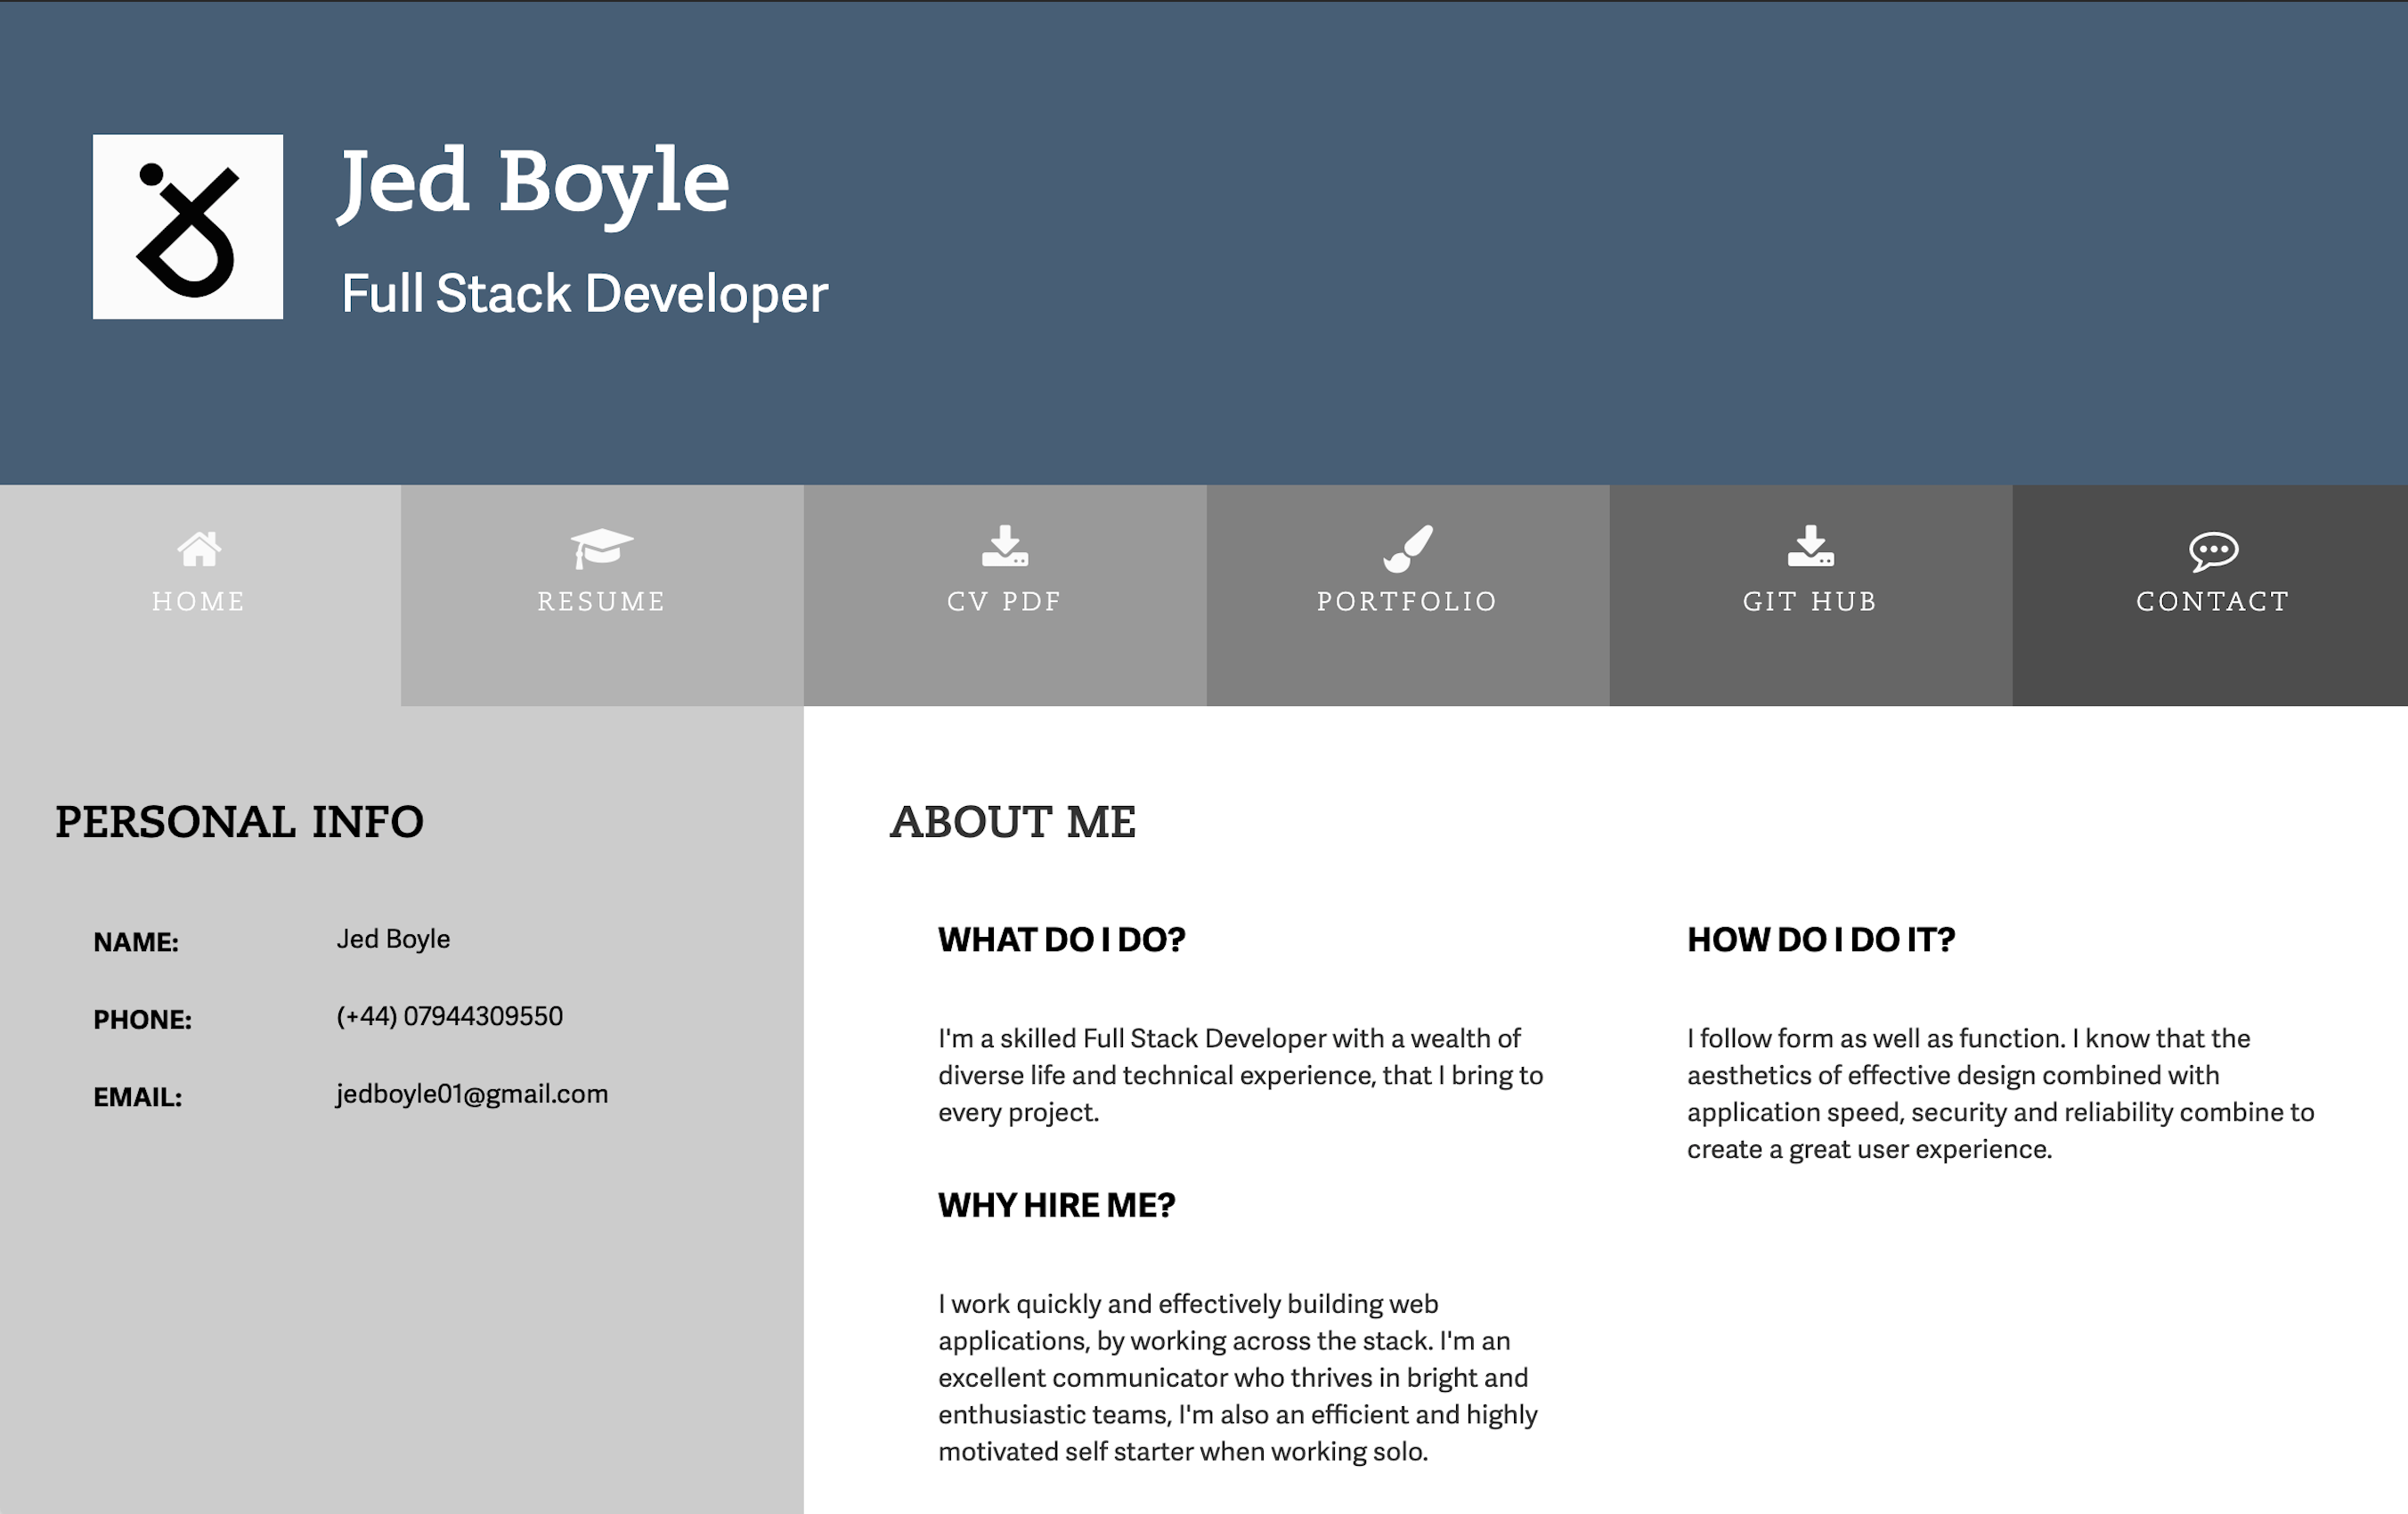 Jed Boyle
Full Stack Developer
HOME
RESUME
CV PDF
PORTFOLIO
GIT HUB
CONTACT
PERSONAL INFO
NAME: Jed Boyle
PHONE: (+44) 07944309550
EMAIL: jedboyle01@gmail.com
ABOUT ME
WHAT DO I DO?
I'm a skilled Full Stack Developer with a wealth of
diverse life and technical experience, that I bring to
every project.
WHY HIRE ME?
I work quickly and effectively building web
applications, by working across the stack. I'm an
excellent communicator who thrives in bright and
enthusiastic teams, I'm also an efficient and highly
motivated self starter when working solo.
HOW DO I DO IT?
I follow form as well as function. I know that the
aesthetics of effective design combined with
application speed, security and reliability combine to
create a great user experience.